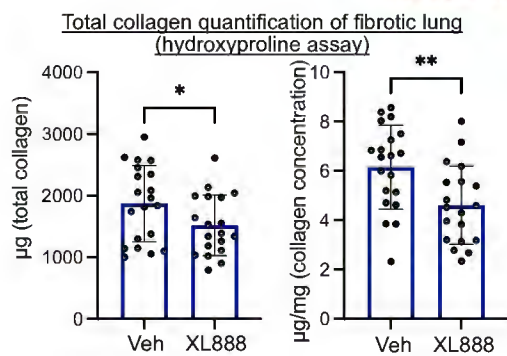 Total collagen quantification of fibrotic lung
(hydroxyproline assay)
µg (total collagen)
4000
3000
2000
1000
0
*
Veh
XL888
µg/mg (collagen concentration)
10
8
6
4
2
0
**
Veh
XL888